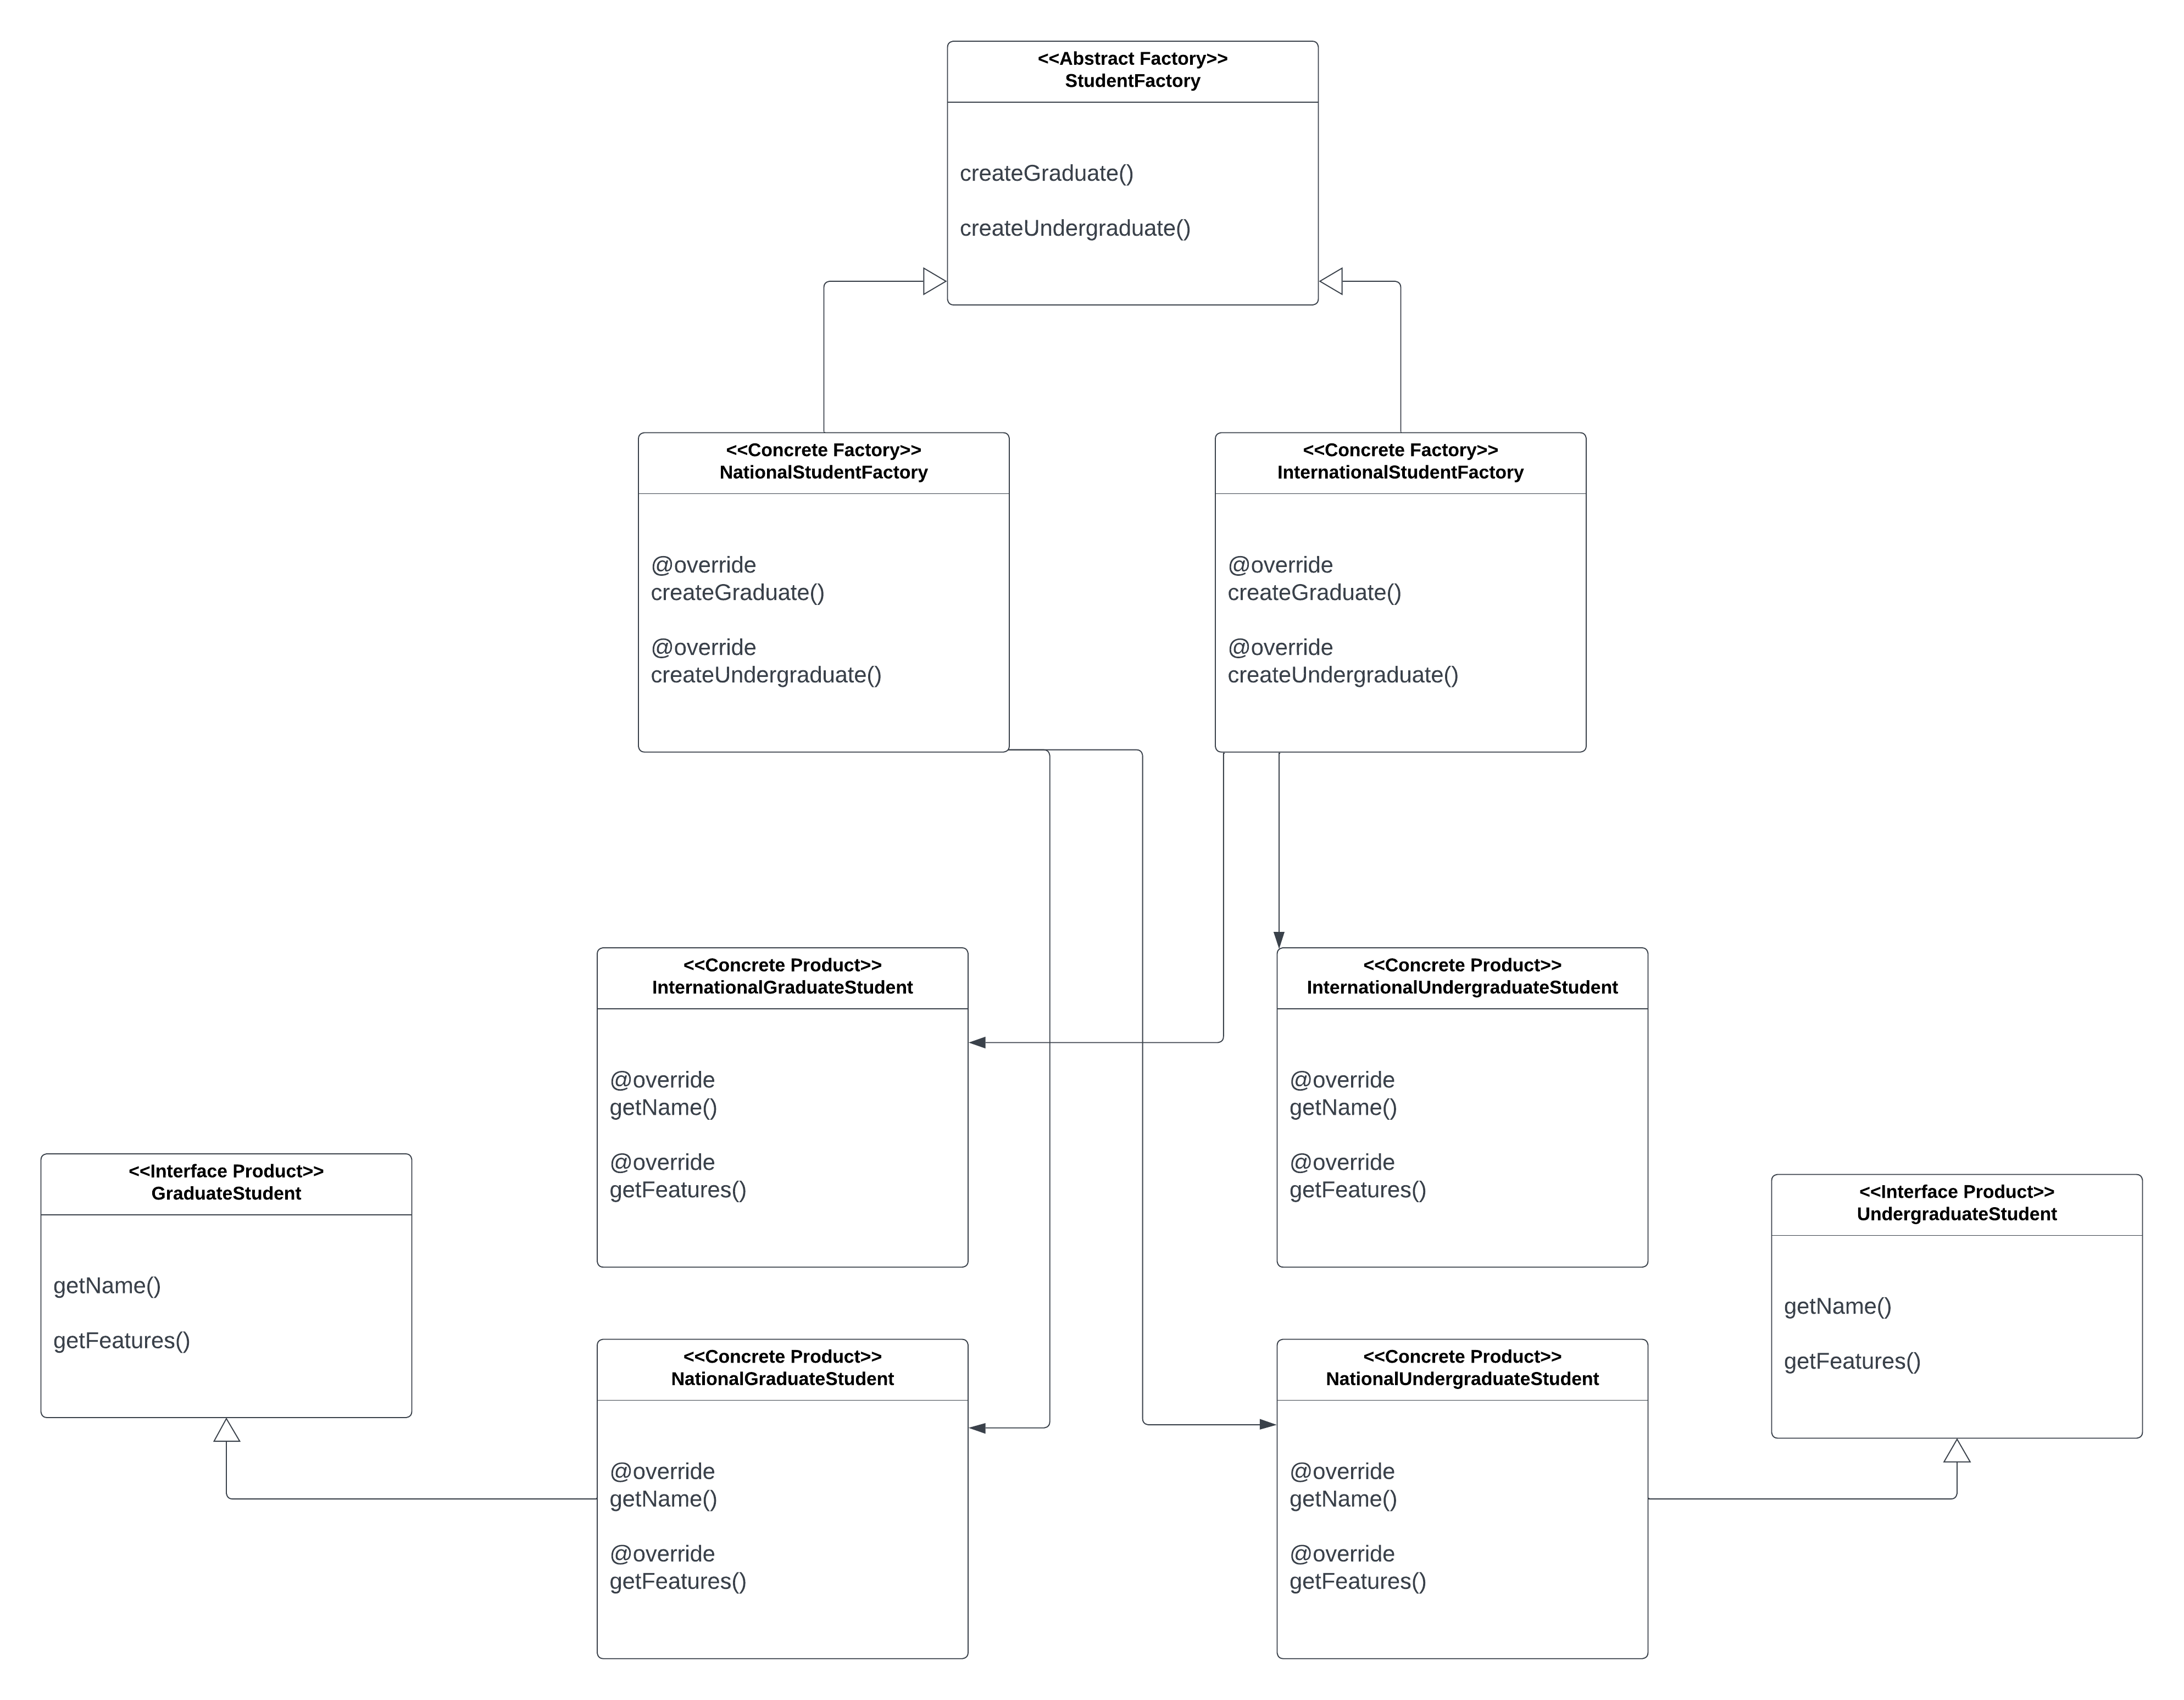 <<Abstract Factory>>
StudentFactory
createGraduate()
createUndergraduate()
<<Concrete Factory>>
NationalStudentFactory
@override
createGraduate()
@override
createUndergraduate()
<<Concrete Factory>>
InternationalStudentFactory
@override
createGraduate()
@override
createUndergraduate()
<<Concrete Product>>
InternationalGraduateStudent
@override
getName()
@override
getFeatures()
<<Concrete Product>>
InternationalUndergraduateStudent
@override
getName()
@override
getFeatures()
<<Interface Product>>
GraduateStudent
getName()
getFeatures()
<<Interface Product>>
UndergraduateStudent
getName()
getFeatures()
<<Concrete Product>>
NationalGraduateStudent
@override
getName()
@override
getFeatures()
<<Concrete Product>>
NationalUndergraduateStudent
@override
getName()
@override
getFeatures()